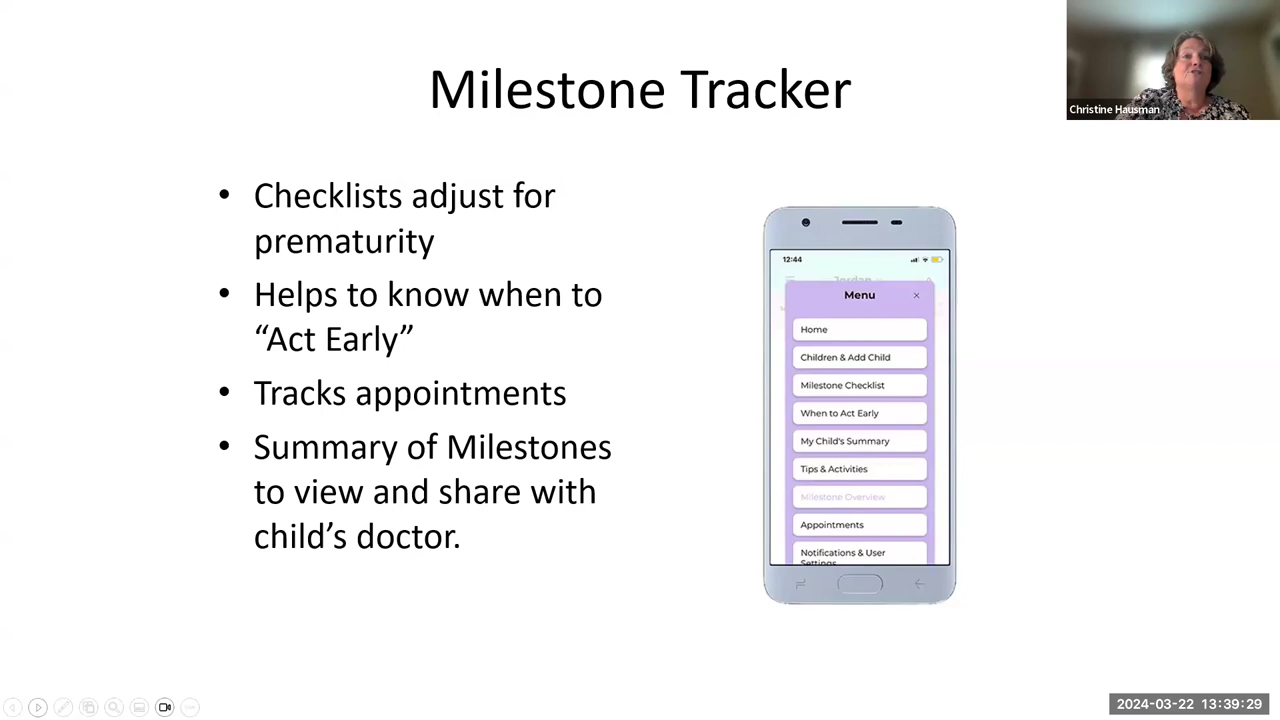 Milestone Tracker
Christine Hausman
• Checklists adjust for
prematurity
• Helps to know when to
“Act Early”
• Tracks appointments
• Summary of Milestones
to view and share with
child’s doctor.
12:44
Jordan
Menu
Home
Children & Add Child
Milestone Checklist
When to Act Early
My Child's Summary
Tips & Activities
Milestone Overview
Appointments
Notifications & User
Settings
2024-03-22 13:39:29